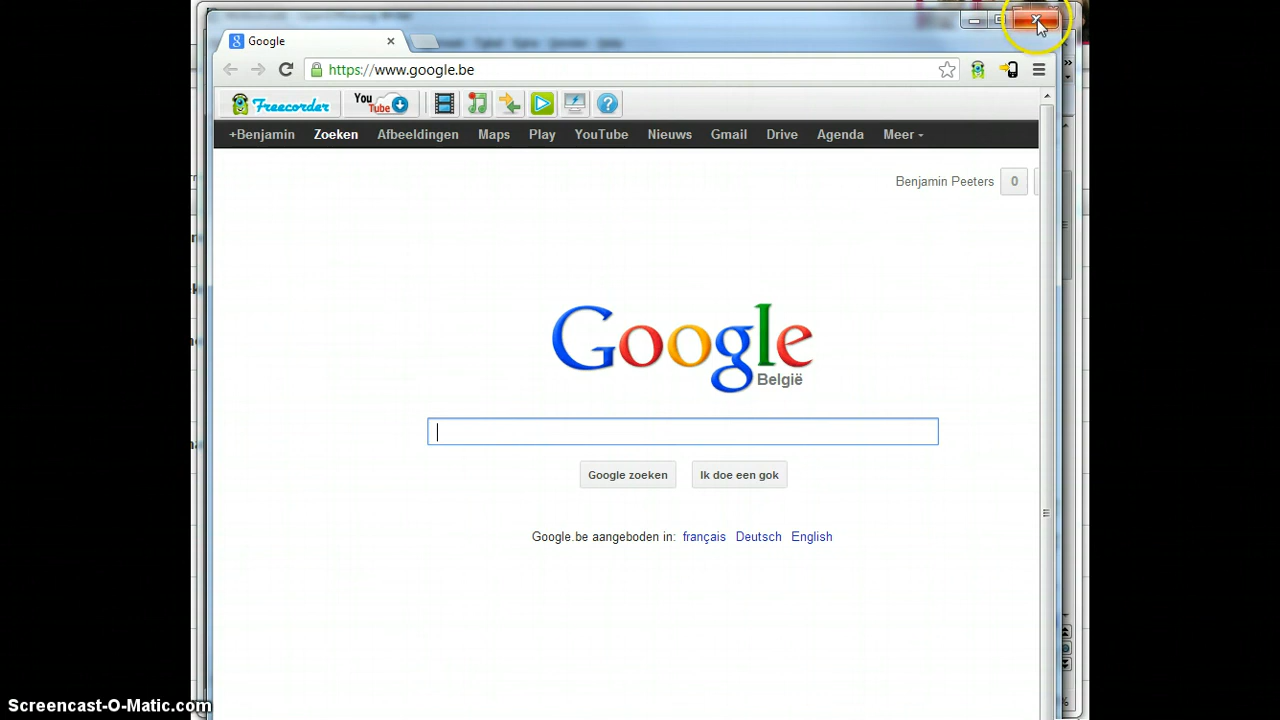 Google
https://www.google.be
Freecorder
You Tube
+Benjamin Zoeken Afbeeldingen Maps Play YouTube Nieuws Gmail Drive Agenda Meer
Benjamin Peeters 0
Google
België
Google zoeken Ik doe een gok
Google.be aangeboden in: français Deutsch English
Screencast-O-Matic.com